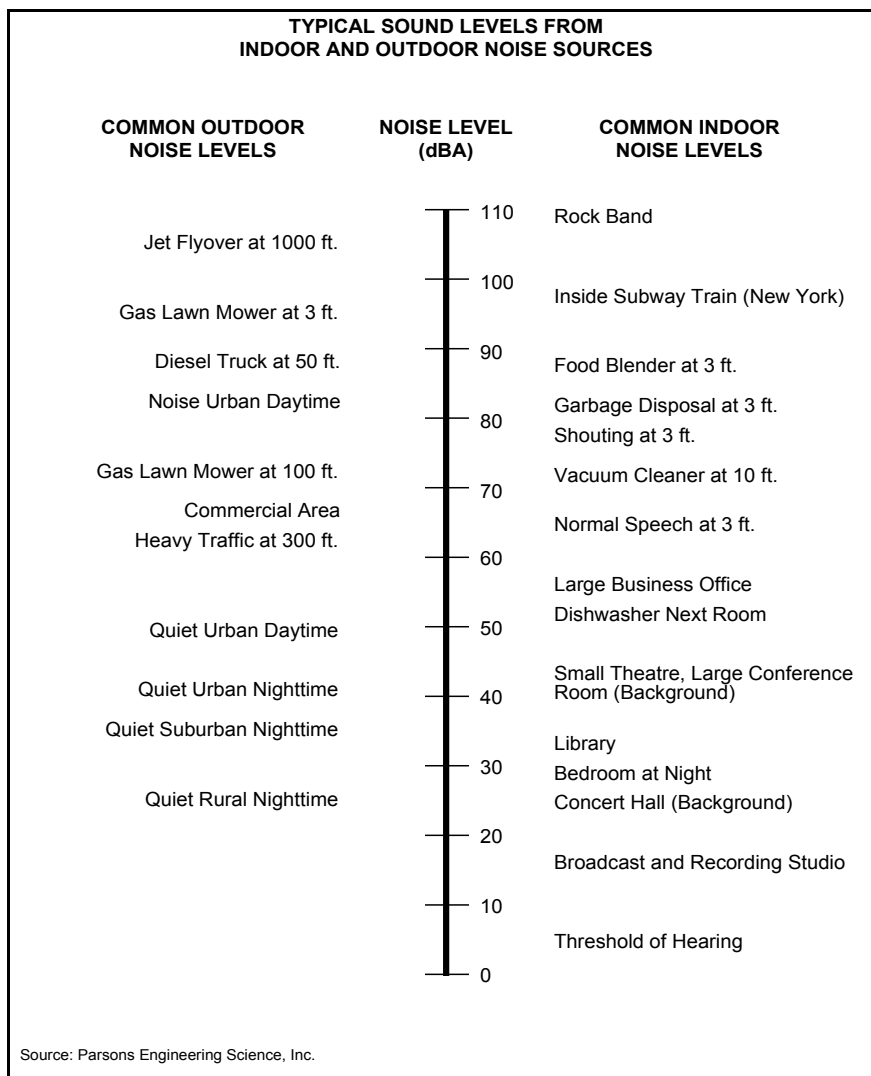 TYPICAL SOUND LEVELS FROM
INDOOR AND OUTDOOR NOISE SOURCES
COMMON OUTDOOR
NOISE LEVELS
NOISE LEVEL
(dBA)
COMMON INDOOR
NOISE LEVELS
Jet Flyover at 1000 ft.
Gas Lawn Mower at 3 ft.
Diesel Truck at 50 ft.
Noise Urban Daytime
Gas Lawn Mower at 100 ft.
Commercial Area
Heavy Traffic at 300 ft.
Quiet Urban Daytime
Quiet Urban Nighttime
Quiet Suburban Nighttime
Quiet Rural Nighttime
110
100
90
80
70
60
50
40
30
20
10
0
Rock Band
Inside Subway Train (New York)
Food Blender at 3 ft.
Garbage Disposal at 3 ft.
Shouting at 3 ft.
Vacuum Cleaner at 10 ft.
Normal Speech at 3 ft.
Large Business Office
Dishwasher Next Room
Small Theatre, Large Conference
Room (Background)
Library
Bedroom at Night
Concert Hall (Background)
Broadcast and Recording Studio
Threshold of Hearing
Source: Parsons Engineering Science, Inc.